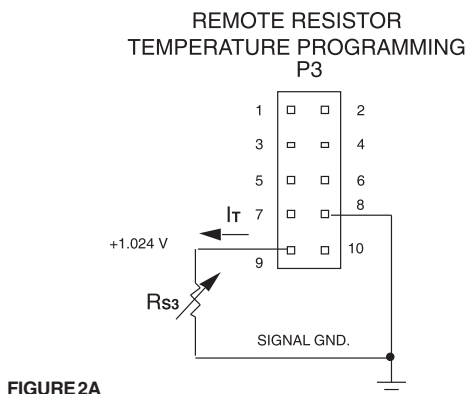 REMOTE RESISTOR
TEMPERATURE PROGRAMMING
P3
1 2
3 4
5 6
IT 7 8
+1.024 V
9 10
RS3
SIGNAL GND.
FIGURE 2A